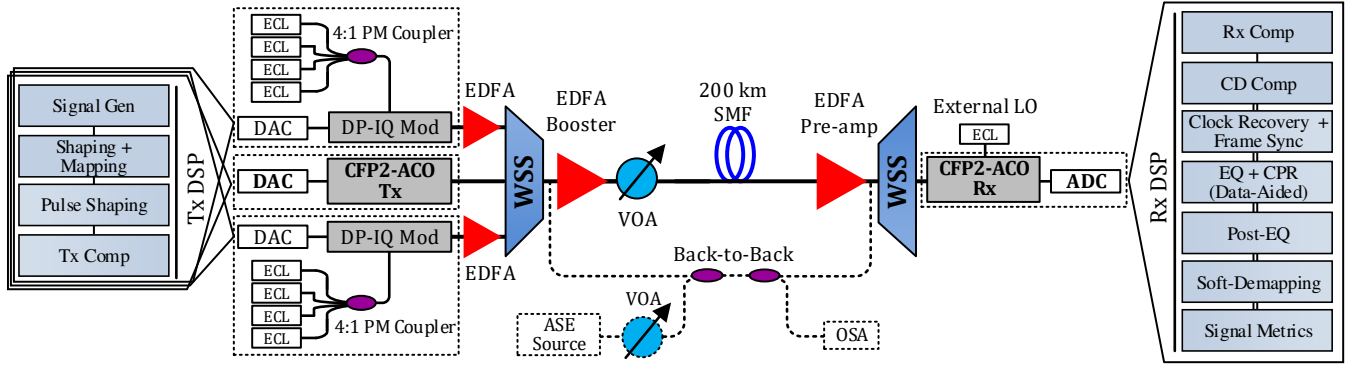 Signal Gen
Shaping +
Mapping
Pulse Shaping
Tx Comp
Tx DSP
ECL
ECL
ECL
ECL
4:1 PM Coupler
DAC
DP-IQ Mod
EDFA
DAC
CFP2-ACO
Tx
DAC
DP-IQ Mod
EDFA
ECL
ECL
ECL
ECL
4:1 PM Coupler
WSS
EDFA
Booster
VOA
200 km
SMF
EDFA
Pre-amp
WSS
Back-to-Back
VOA
ASE
Source
OSA
External LO
ECL
CFP2-ACO
Rx
ADC
Rx DSP
Rx Comp
CD Comp
Clock Recovery +
Frame Sync
EQ + CPR
(Data-Aided)
Post-EQ
Soft-Demapping
Signal Metrics